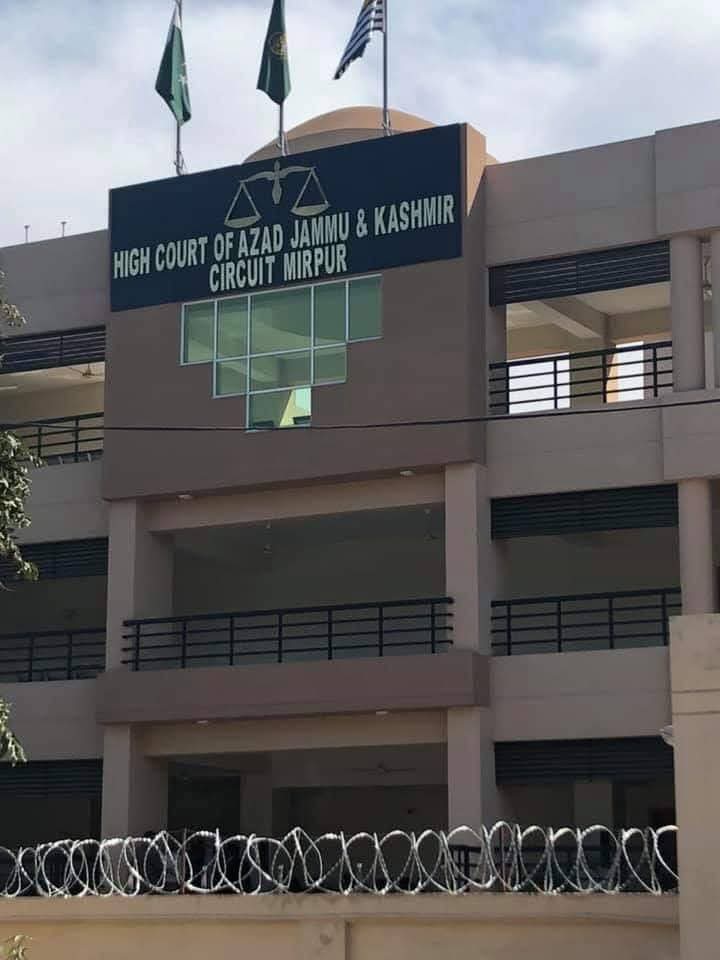 HIGH COURT OF AZAD JAMMU & KASHMIR
CIRCUIT MIRPUR